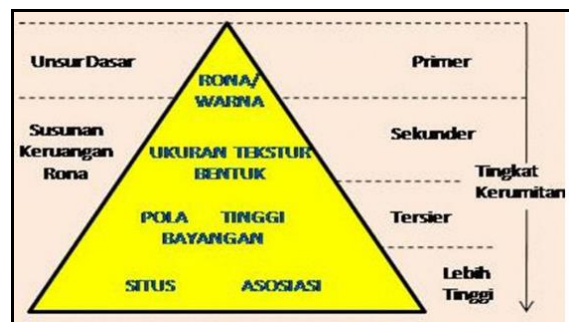 Unsur Dasar
RONA/
WARNA
Primer
Susunan
Keruangan
Rona
UKURAN TEKSTUR
BENTUK
Sekunder
Tingkat
Kerumitan
POLA TINGGI
BAYANGAN
Tersier
SITUS ASOSIASI
Lebih
Tinggi